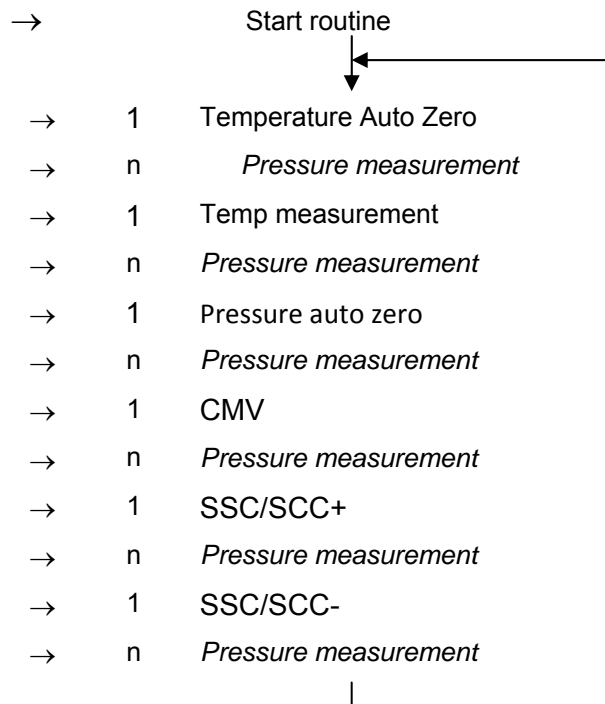 → Start routine
→ 1 Temperature Auto Zero
→ n Pressure measurement
→ 1 Temp measurement
→ n Pressure measurement
→ 1 Pressure auto zero
→ n Pressure measurement
→ 1 CMV
→ n Pressure measurement
→ 1 SSC/SCC+
→ n Pressure measurement
→ 1 SSC/SCC-
→ n Pressure measurement